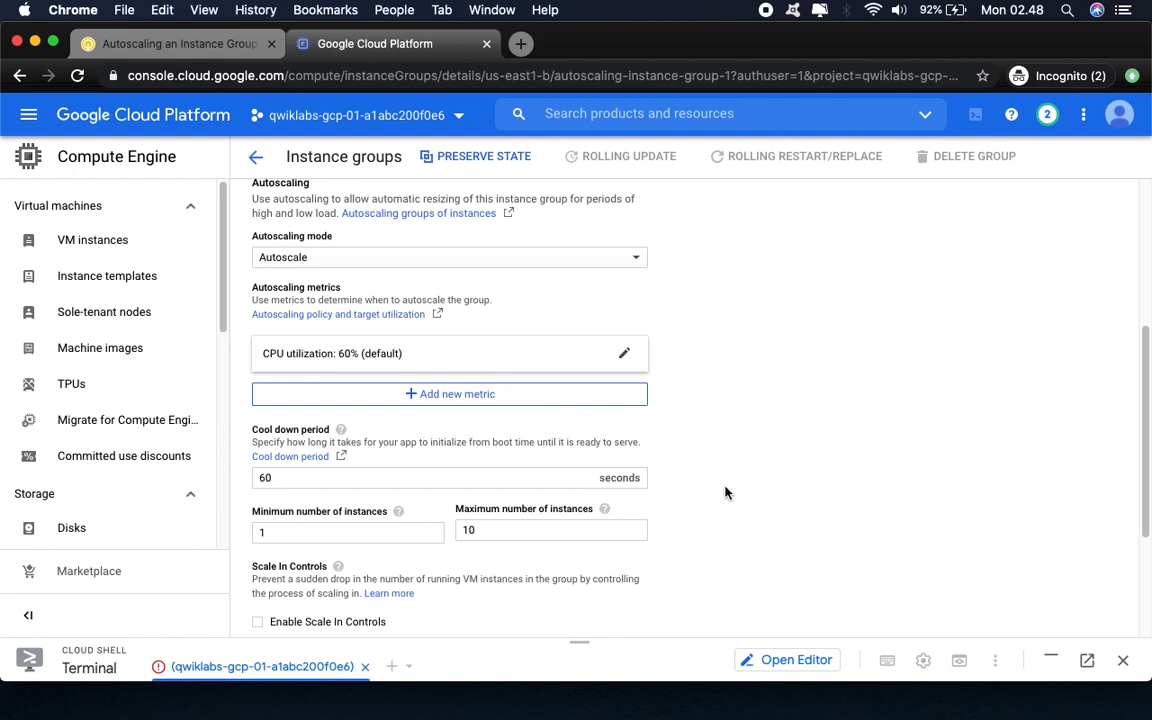 Chrome File Edit View History Bookmarks People Tab Window Help 92% Mon 02.48
Autoscaling an Instance Group
Google Cloud Platform
console.cloud.google.com/compute/instanceGroups/details/us-east1-b/autoscaling-instance-group-1?authuser=1&project=qwiklabs-gcp-...
Incognito (2)
Google Cloud Platform
qwiklabs-gcp-01-a1abc200f0e6
Search products and resources
2
Compute Engine
Instance groups
PRESERVE STATE
ROLLING UPDATE
ROLLING RESTART/REPLACE
DELETE GROUP
Virtual machines
VM instances
Instance templates
Sole-tenant nodes
Machine images
TPUs
Migrate for Compute Engi...
Committed use discounts
Storage
Disks
Marketplace
Autoscaling
Use autoscaling to allow automatic resizing of this instance group for periods of
high and low load. Autoscaling groups of instances
Autoscaling mode
Autoscale
Autoscaling metrics
Use metrics to determine when to autoscale the group.
Autoscaling policy and target utilization
CPU utilization: 60% (default)
+ Add new metric
Cool down period
Specify how long it takes for your app to initialize from boot time until it is ready to serve.
Cool down period
60 seconds
Minimum number of instances
1
Maximum number of instances
10
Scale In Controls
Prevent a sudden drop in the number of running VM instances in the group by controlling
the process of scaling in. Learn more
Enable Scale In Controls
CLOUD SHELL
Terminal
(qwiklabs-gcp-01-a1abc200f0e6)
Open Editor